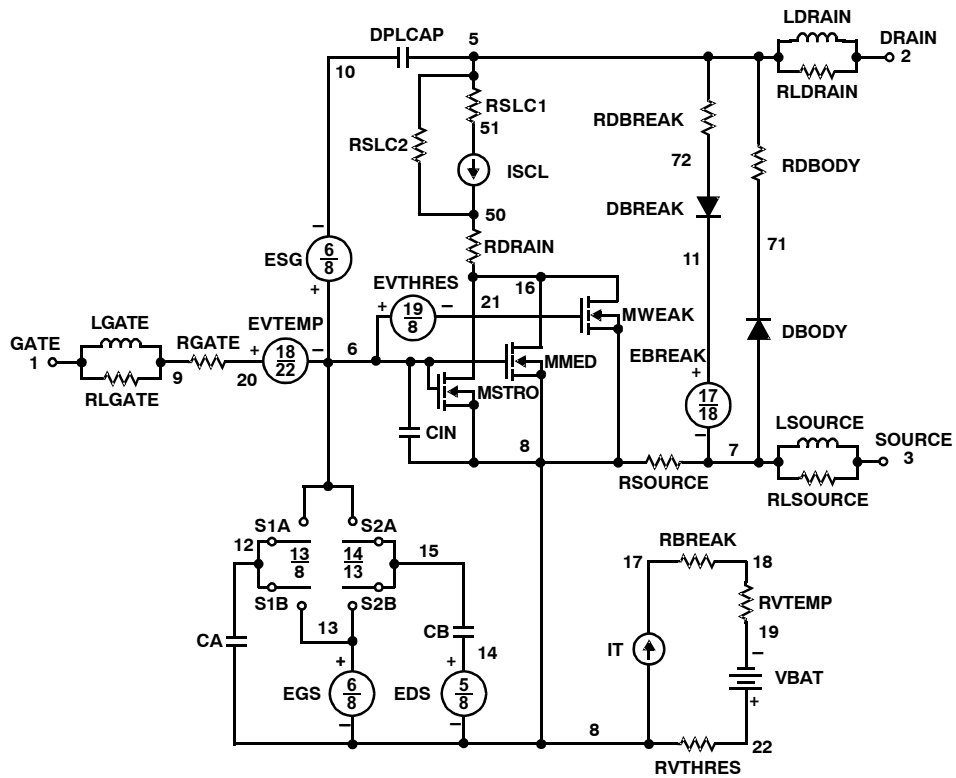 LDRAIN
DPLCAP
5
DRAIN
2
10
RLDRAIN
RSLC1
51
RDBREAK
RSLC2
72
RDBODY
ISCL
DBREAK
50
RDRAIN
71
ESG
6
8
11
EVTHRES
16
21
19
8
MWEAK
LGATE
EVTEMP
DBODY
GATE
1
RGATE
18
22
6
EBREAK
MMED
9
20
RLGATE
MSTRO
17
18
LSOURCE
CIN
8
7
SOURCE
3
RSOURCE
RLSOURCE
S1A
S2A
12
13
8
14
13
15
RBREAK
17
18
S1B
S2B
RVTEMP
13
CB
19
CA
IT
14
VBAT
EGS
6
8
EDS
5
8
8
22
RVTHRES